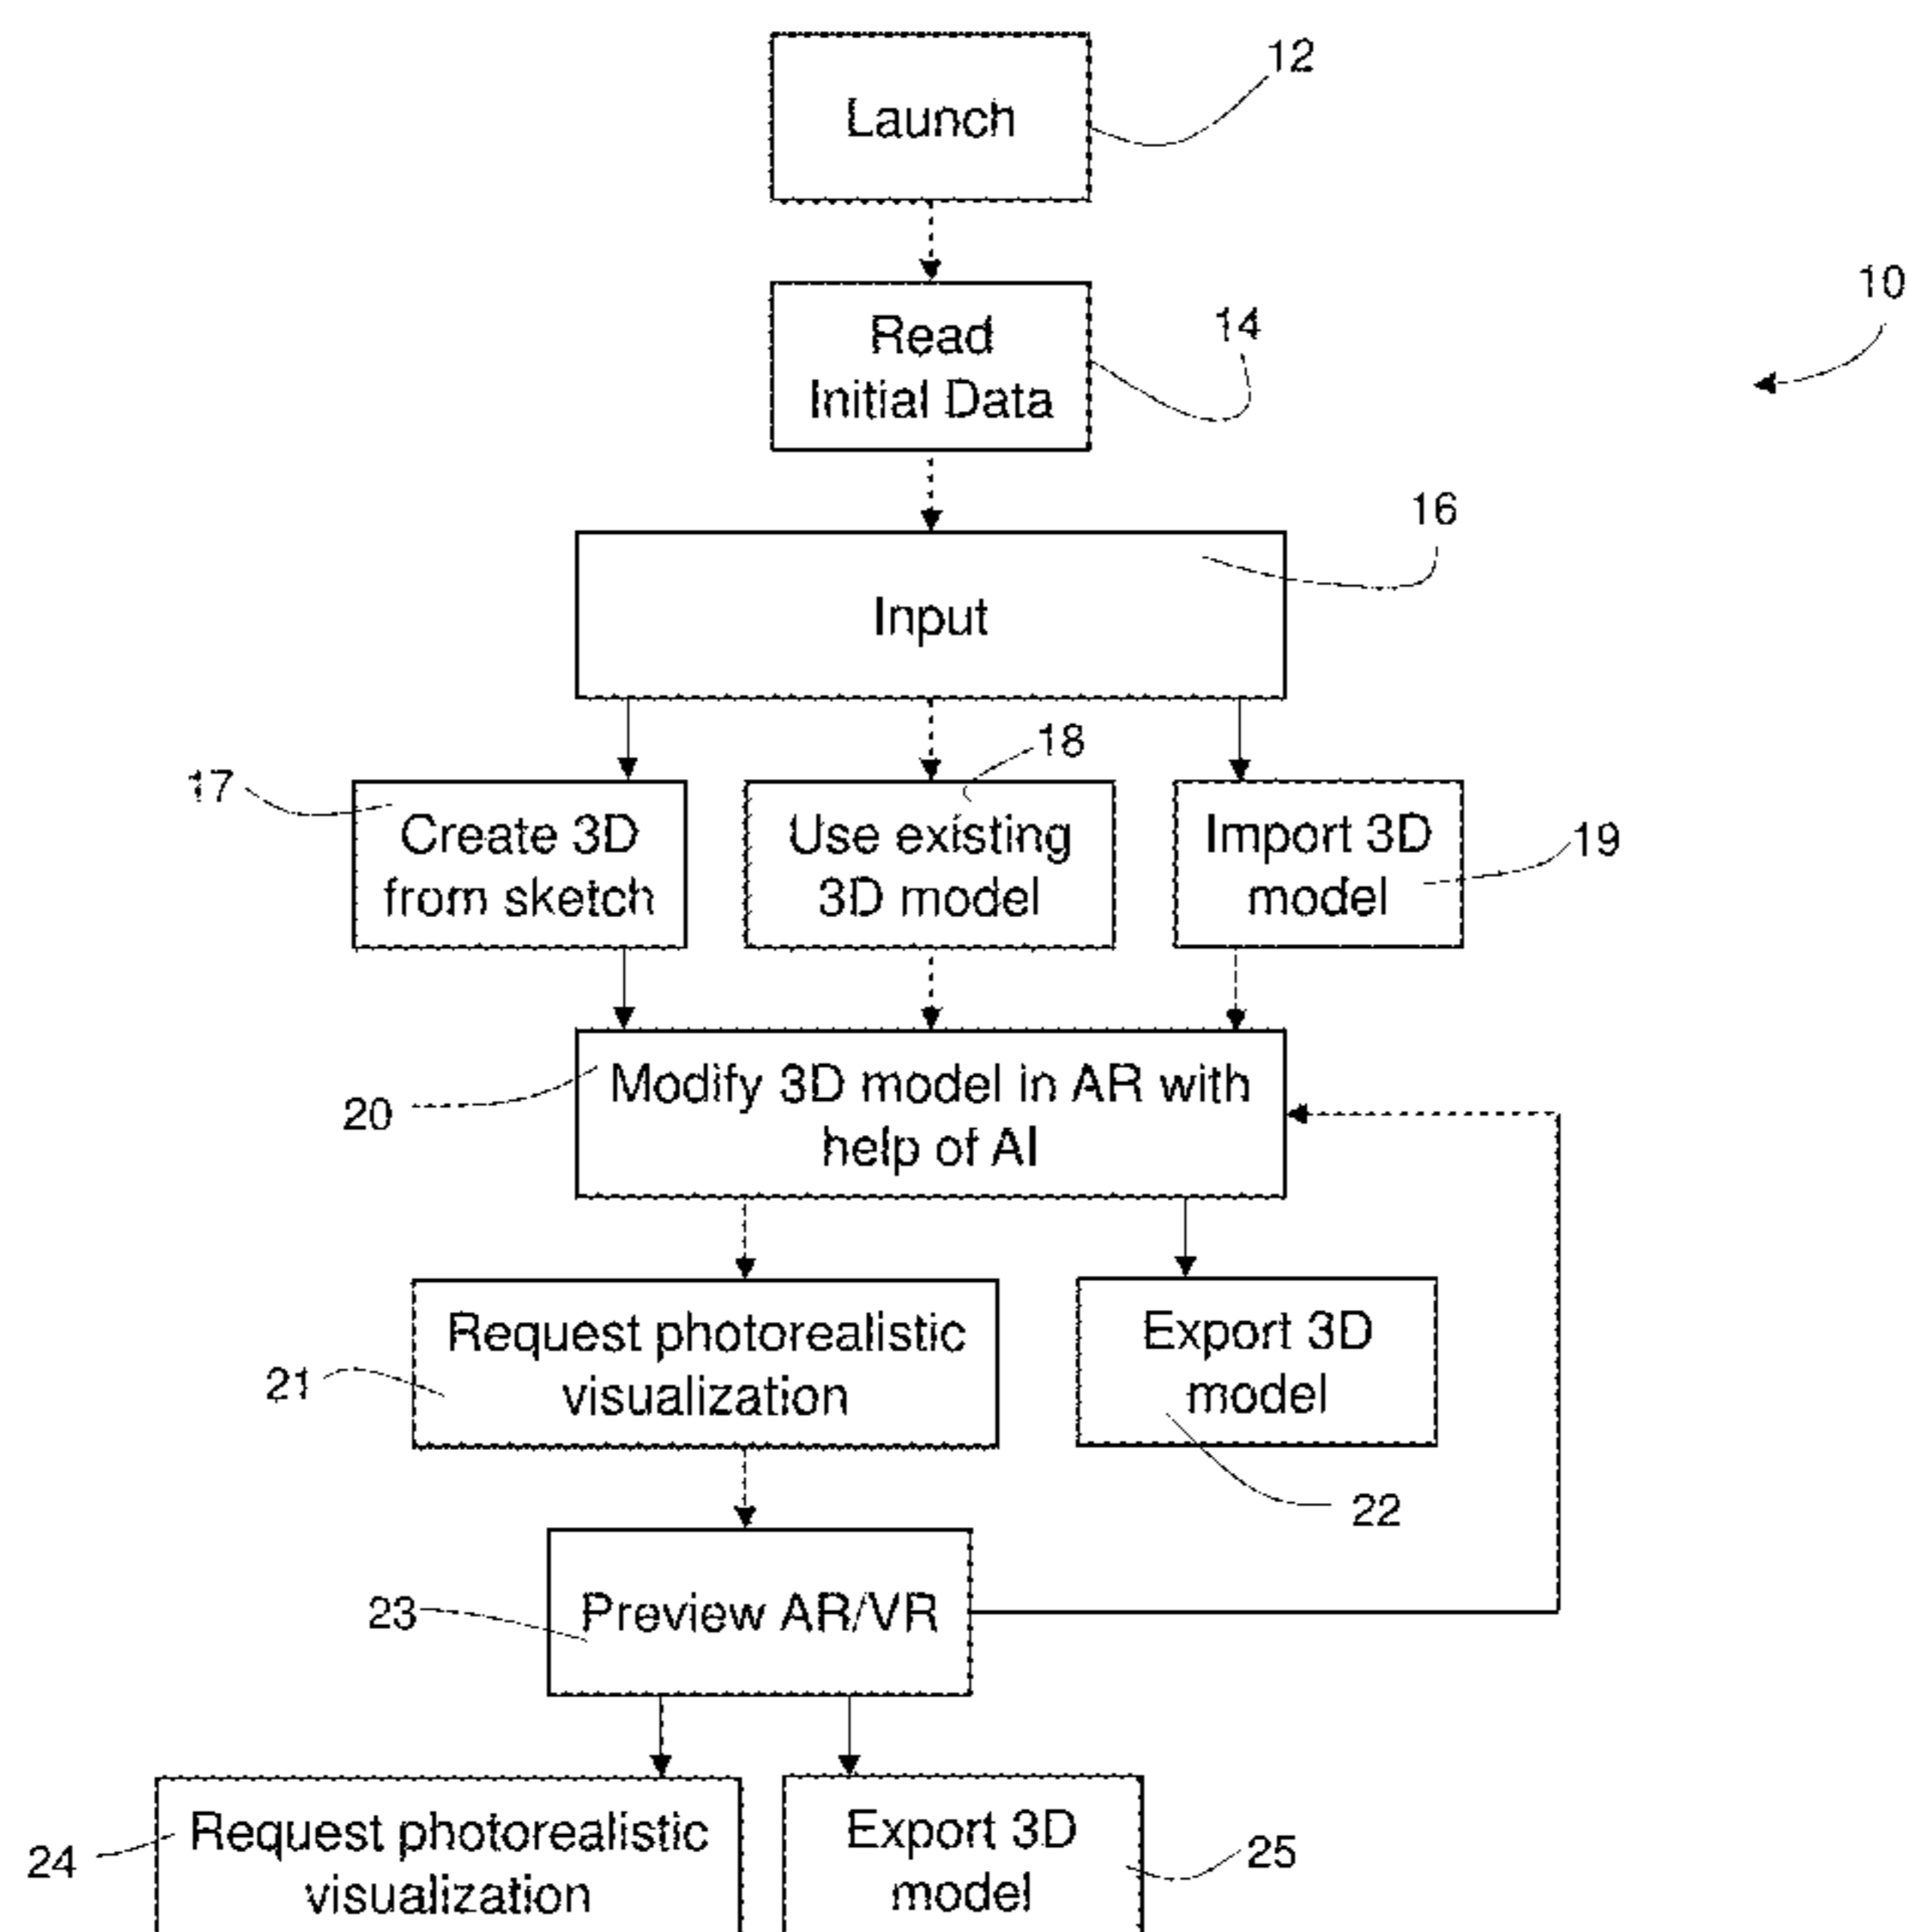 Launch
12
10
Read
Initial Data
14
16
Input
18
17
Create 3D
from sketch
Use existing
3D model
Import 3D
model
19
20
Modify 3D model in AR with
help of AI
21
Request photorealistic
visualization
Export 3D
model
22
23
Preview AR/VR
24
Request photorealistic
visualization
Export 3D
model
25